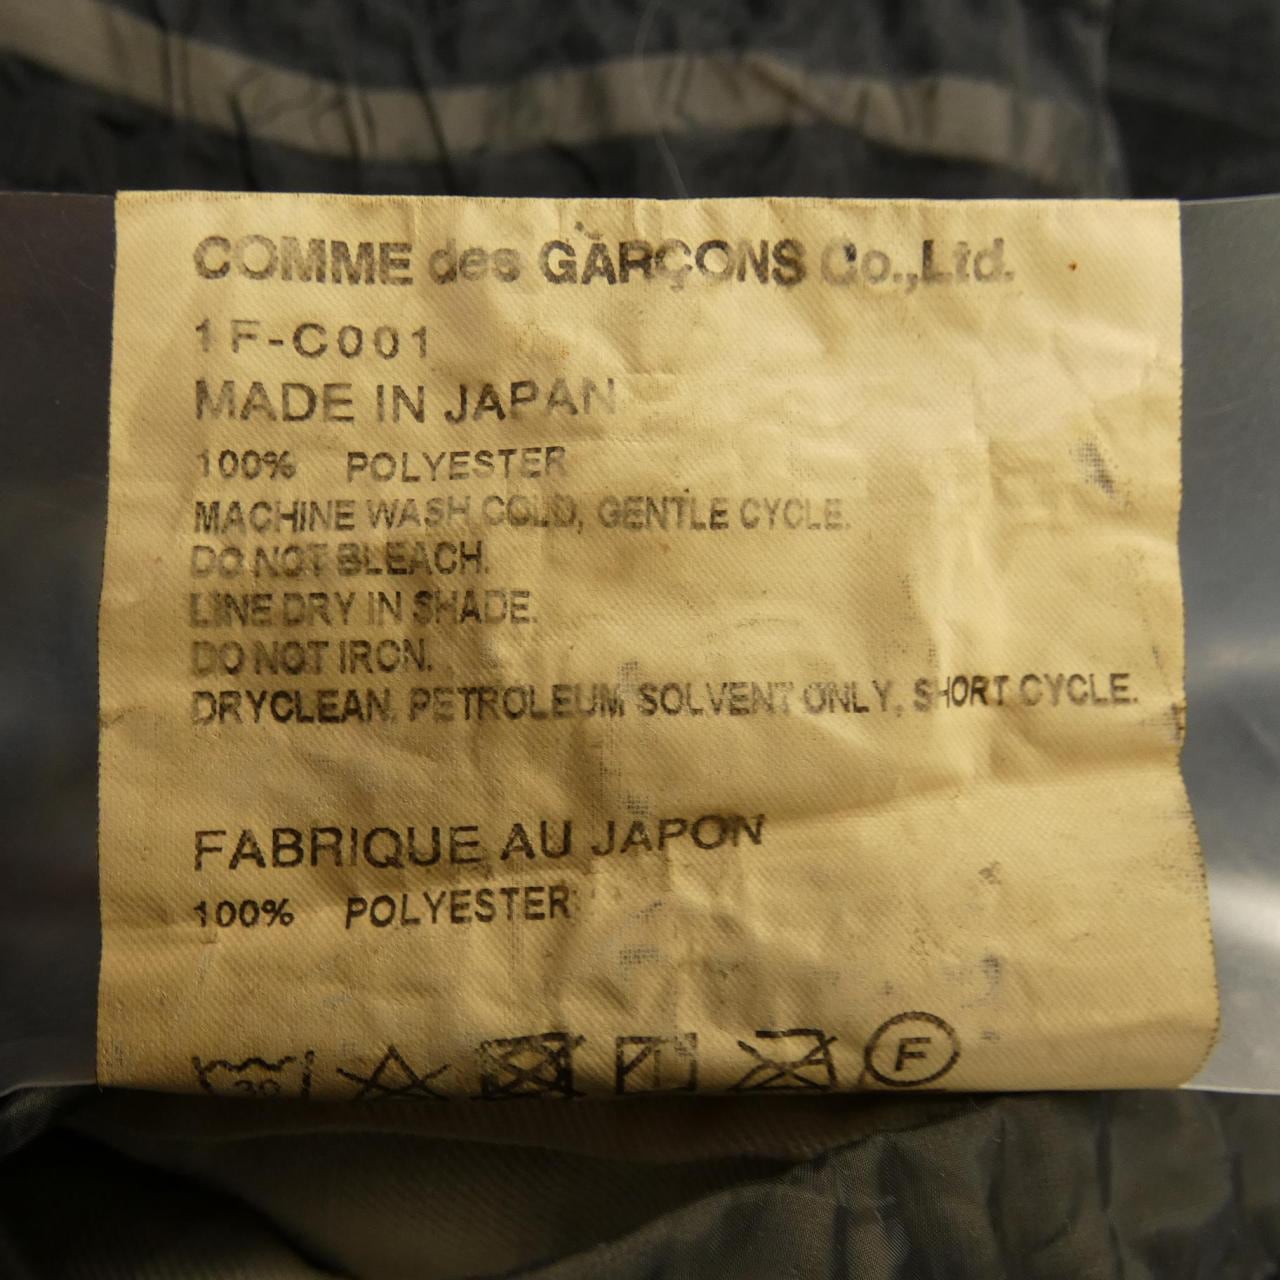 COMME des GARÇONS Co.,Ltd.
1F-C001
MADE IN JAPAN
100% POLYESTER
MACHINE WASH COLD, GENTLE CYCLE.
DO NOT BLEACH.
LINE DRY IN SHADE.
DO NOT IRON.
DRYCLEAN, PETROLEUM SOLVENT ONLY, SHORT CYCLE.
FABRIQUE AU JAPON
100% POLYESTER
30 F